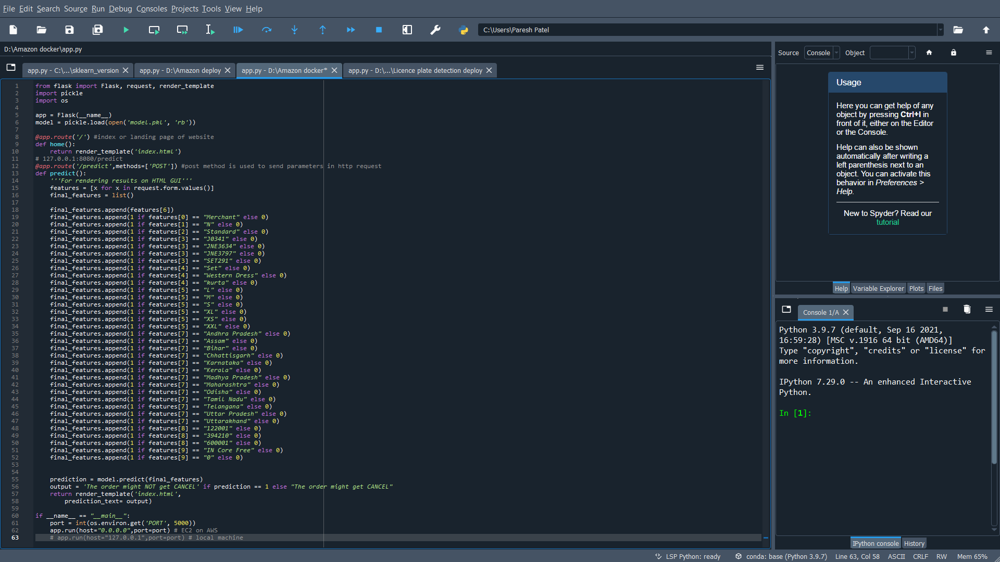 File Edit Search Source Run Debug Consoles Projects Tools View Help
C:\Users\Paresh Patel
D:\Amazon docker\app.py
app.py - C:\...\sklearn_version
app.py - D:\Amazon deploy
app.py - D:\Amazon docker*
app.py - D:\...\Licence plate detection deploy
1 from flask import Flask, request, render_template
2 import pickle
3 import os
4
5 app = Flask(__name__)
6 model = pickle.load(open('model.pkl', 'rb'))
7
8 @app.route('/') #index or landing page of website
9 def home():
10     return render_template('index.html')
11 # 127.0.0.1:8080/predict
12 @app.route('/predict',methods=['POST']) #post method is used to send parameters in http request
13 def predict():
14     '''For rendering results on HTML GUI'''
15     features = [x for x in request.form.values()]
16     final_features = list()
17
18     final_features.append(features[6])
19     final_features.append(1 if features[0] == "Merchant" else 0)
20     final_features.append(1 if features[1] == "N" else 0)
21     final_features.append(1 if features[2] == "Standard" else 0)
22     final_features.append(1 if features[3] == "J0341" else 0)
23     final_features.append(1 if features[3] == "JNE3634" else 0)
24     final_features.append(1 if features[3] == "JNE3797" else 0)
25     final_features.append(1 if features[3] == "SET291" else 0)
26     final_features.append(1 if features[4] == "Set" else 0)
27     final_features.append(1 if features[4] == "Western Dress" else 0)
28     final_features.append(1 if features[4] == "kurta" else 0)
29     final_features.append(1 if features[5] == "L" else 0)
30     final_features.append(1 if features[5] == "M" else 0)
31     final_features.append(1 if features[5] == "S" else 0)
32     final_features.append(1 if features[5] == "XL" else 0)
33     final_features.append(1 if features[5] == "XS" else 0)
34     final_features.append(1 if features[5] == "XXL" else 0)
35     final_features.append(1 if features[7] == "Andhra Pradesh" else 0)
36     final_features.append(1 if features[7] == "Assam" else 0)
37     final_features.append(1 if features[7] == "Bihar" else 0)
38     final_features.append(1 if features[7] == "Chhattisgarh" else 0)
39     final_features.append(1 if features[7] == "Karnataka" else 0)
40     final_features.append(1 if features[7] == "Kerala" else 0)
41     final_features.append(1 if features[7] == "Madhya Pradesh" else 0)
42     final_features.append(1 if features[7] == "Maharashtra" else 0)
43     final_features.append(1 if features[7] == "Odisha" else 0)
44     final_features.append(1 if features[7] == "Tamil Nadu" else 0)
45     final_features.append(1 if features[7] == "Telangana" else 0)
46     final_features.append(1 if features[7] == "Uttar Pradesh" else 0)
47     final_features.append(1 if features[7] == "Uttarakhand" else 0)
48     final_features.append(1 if features[8] == "122001" else 0)
49     final_features.append(1 if features[8] == "394210" else 0)
50     final_features.append(1 if features[8] == "600001" else 0)
51     final_features.append(1 if features[9] == "IN Core Free" else 0)
52     final_features.append(1 if features[9] == "0" else 0)
53
54
55     prediction = model.predict(final_features)
56     output = 'The order might NOT get CANCEL' if prediction == 1 else "The order might get CANCEL"
57     return render_template('index.html',
58         prediction_text= output)
59
60 if __name__ == "__main__":
61     port = int(os.environ.get('PORT', 5000))
62     app.run(host="0.0.0.0",port=port) # EC2 on AWS
63     # app.run(host="127.0.0.1",port=port) # local machine
Source Console Object
Usage
Here you can get help of any
object by pressing Ctrl+I in
front of it, either on the Editor
or the Console.
Help can also be shown
automatically after writing a
left parenthesis next to an
object. You can activate this
behavior in Preferences >
Help.
New to Spyder? Read our
tutorial
Help Variable Explorer Plots Files
Console 1/A
Python 3.9.7 (default, Sep 16 2021,
16:59:28) [MSC v.1916 64 bit (AMD64)]
Type "copyright", "credits" or "license" for
more information.
IPython 7.29.0 -- An enhanced Interactive
Python.
In [1]:
IPython console History
LSP Python: ready conda: base (Python 3.9.7) Line 63, Col 58 ASCII CRLF RW Mem 65%